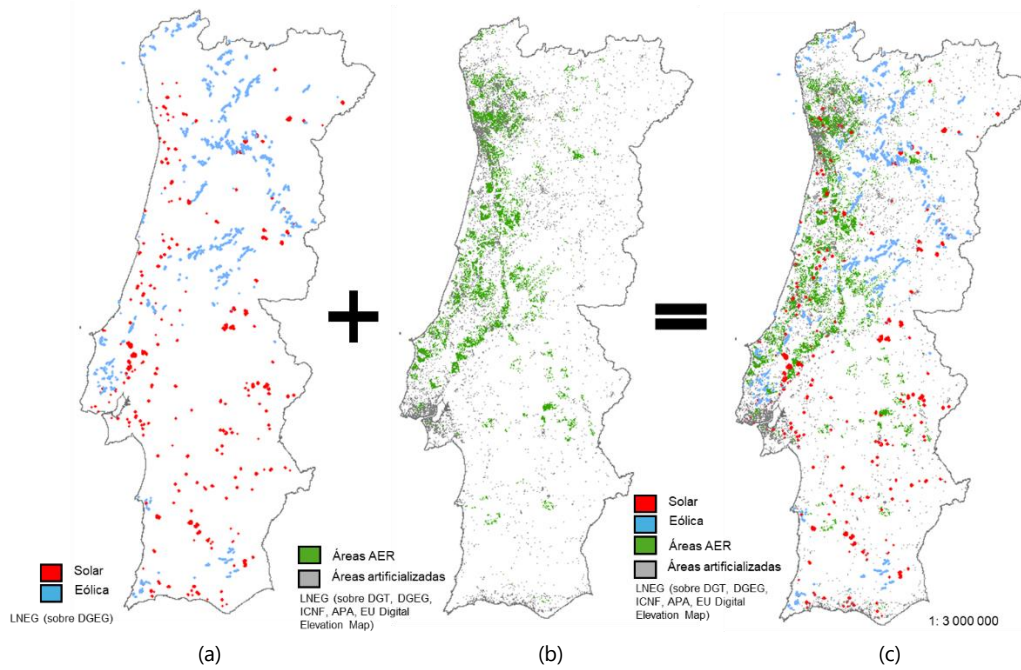 Solar
Eólica
LNEG (sobre DGEG)
Áreas AER
Áreas artificializadas
LNEG (sobre DGT, DGEG,
ICNF, APA, EU Digital
Elevation Map)
Solar
Eólica
Áreas AER
Áreas artificializadas
LNEG (sobre DGT, DGEG,
ICNF, APA, EU Digital
Elevation Map)
1: 3 000 000
(a)
(b)
(c)